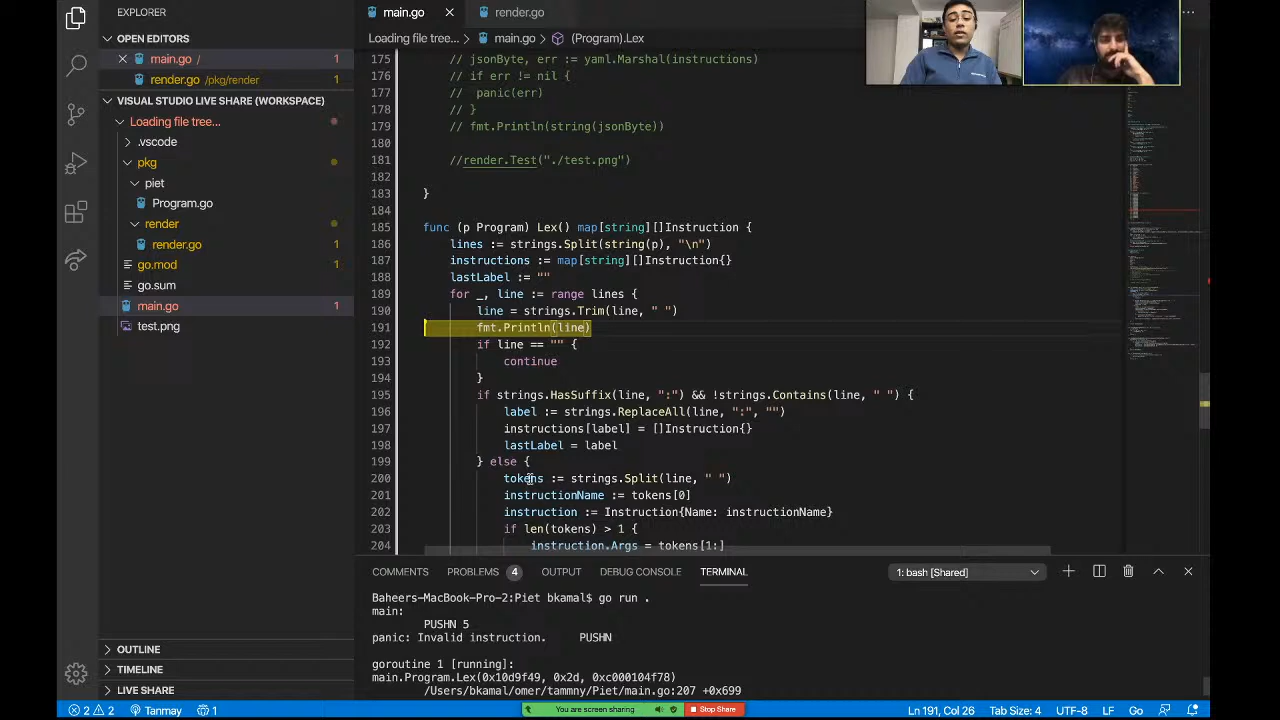 EXPLORER
OPEN EDITORS
main.go / 1
render.go /pkg/render 1
VISUAL STUDIO LIVE SHARE (WORKSPACE)
Loading file tree...
.vscode
pkg
piet
Program.go
render
render.go
go.mod
go.sum
main.go 1
test.png
OUTLINE
TIMELINE
LIVE SHARE
main.go render.go
Loading file tree... main.go (Program).Lex
175 // jsonByte, err := yaml.Marshal(instructions)
176 // if err != nil {
177 // panic(err)
178 // }
179 // fmt.Println(string(jsonByte))
180
181 //render.Test("./test.png")
182
183 }
184
185 func (p Program) Lex() map[string][]Instruction {
186 lines := strings.Split(string(p), "\n")
187 instructions := map[string][]Instruction{}
188 lastLabel := ""
189 for _, line := range lines {
190 line = strings.Trim(line, " ")
191 fmt.Println(line)
192 if line == "" {
193 continue
194 }
195 if strings.HasSuffix(line, ":") && !strings.Contains(line, " ") {
196 label := strings.ReplaceAll(line, ":", "")
197 instructions[label] = []Instruction{}
198 lastLabel = label
199 } else {
200 tokens := strings.Split(line, " ")
201 instructionName := tokens[0]
202 instruction := Instruction{Name: instructionName}
203 if len(tokens) > 1 {
204 instruction.Args = tokens[1:]
COMMENTS PROBLEMS 4 OUTPUT DEBUG CONSOLE TERMINAL 1: bash [Shared]
Baheers-MacBook-Pro-2:Piet bkamal$ go run .
main:
PUSHN 5
panic: Invalid instruction. PUSHN
goroutine 1 [running]:
/Users/bkamal/omer/tammy/Piet/main.go:207 +0x699
2 2 Tanmay 1 You are screen sharing Stop Share Ln 191, Col 26 Tab Size: 4 UTF-8 LF Go